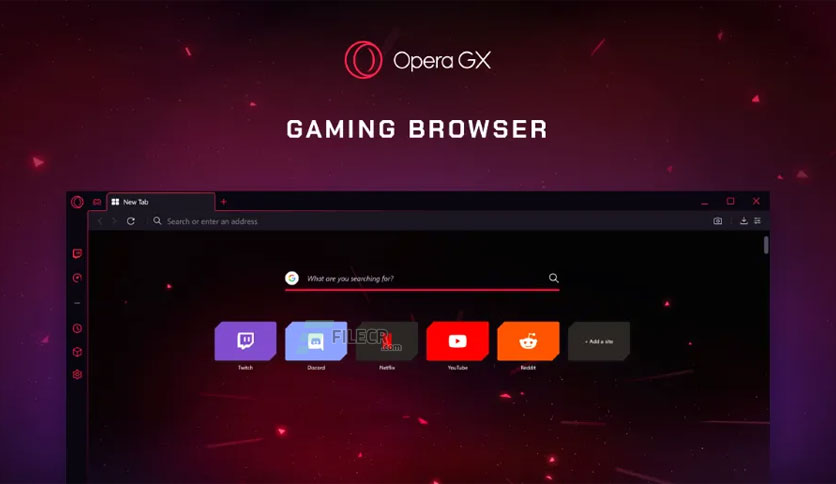 Opera GX
GAMING BROWSER
New Tab
Search or enter an address
What are you searching for?
FILECR
.com
+ Add a site
Twitch
Discord
Netflix
YouTube
Reddit